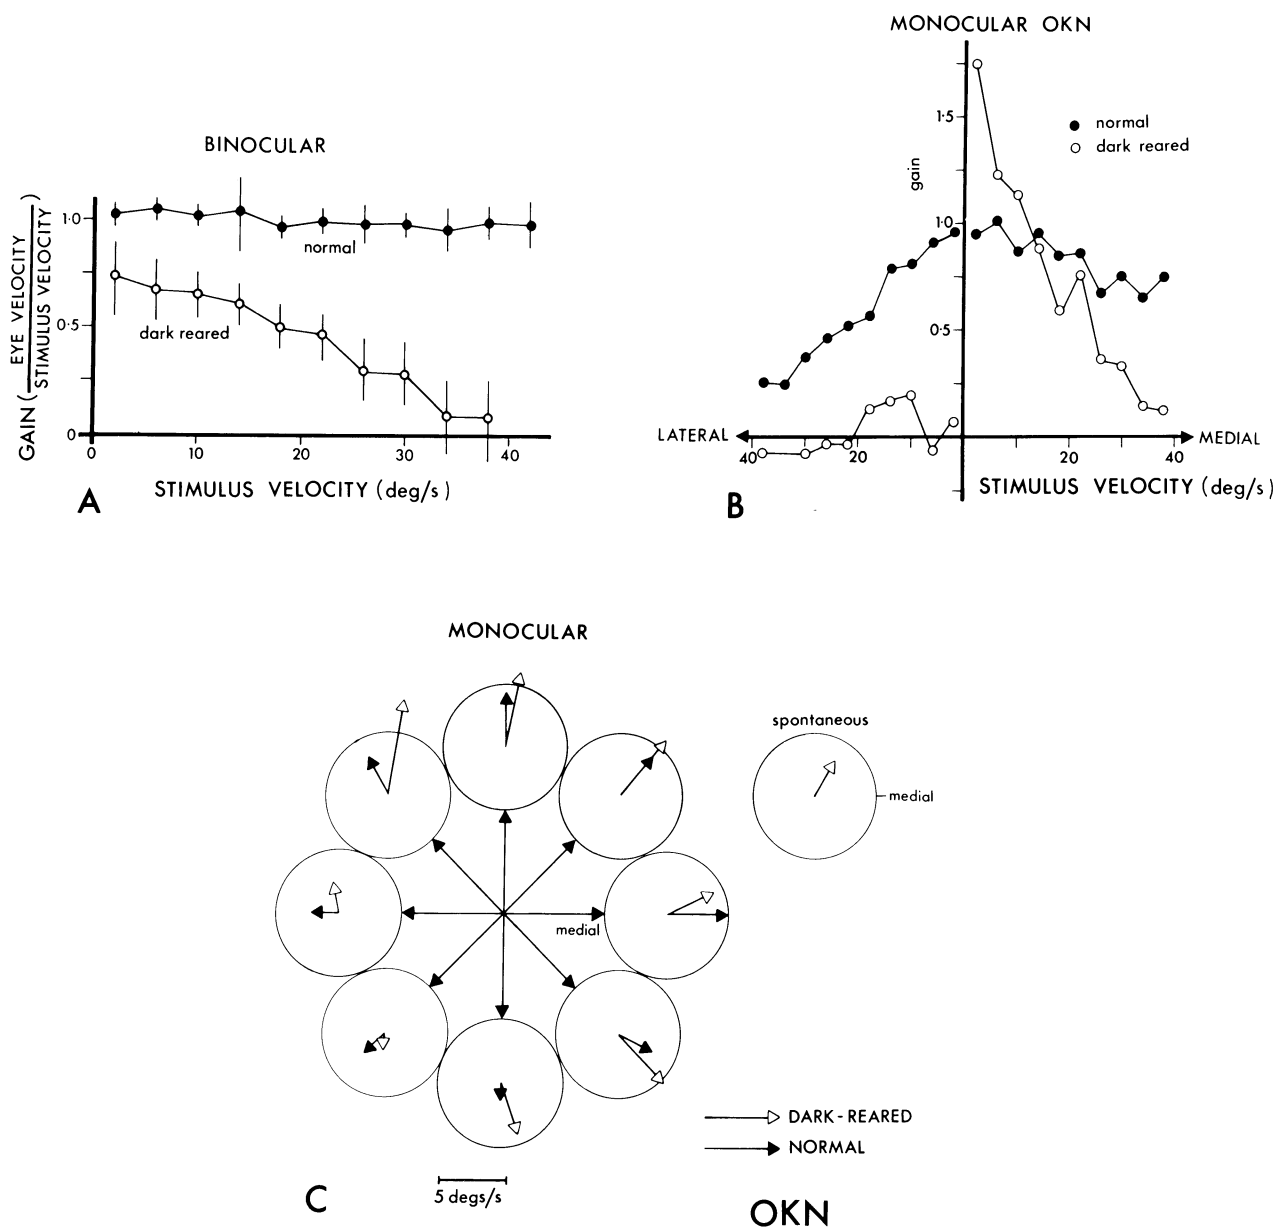 MONOCULAR OKN
BINOCULAR
GAIN ( EYE VELOCITY
STIMULUS VELOCITY )
1·0
0·5
0
normal
dark reared
0 10 20 30 40
STIMULUS VELOCITY (deg/s)
A
gain
1·5
1·0
0·5
normal
dark reared
LATERAL
MEDIAL
40 20 20 40
STIMULUS VELOCITY (deg/s)
B
MONOCULAR
spontaneous
medial
medial
DARK-REARED
NORMAL
5 degs/s
C
OKN